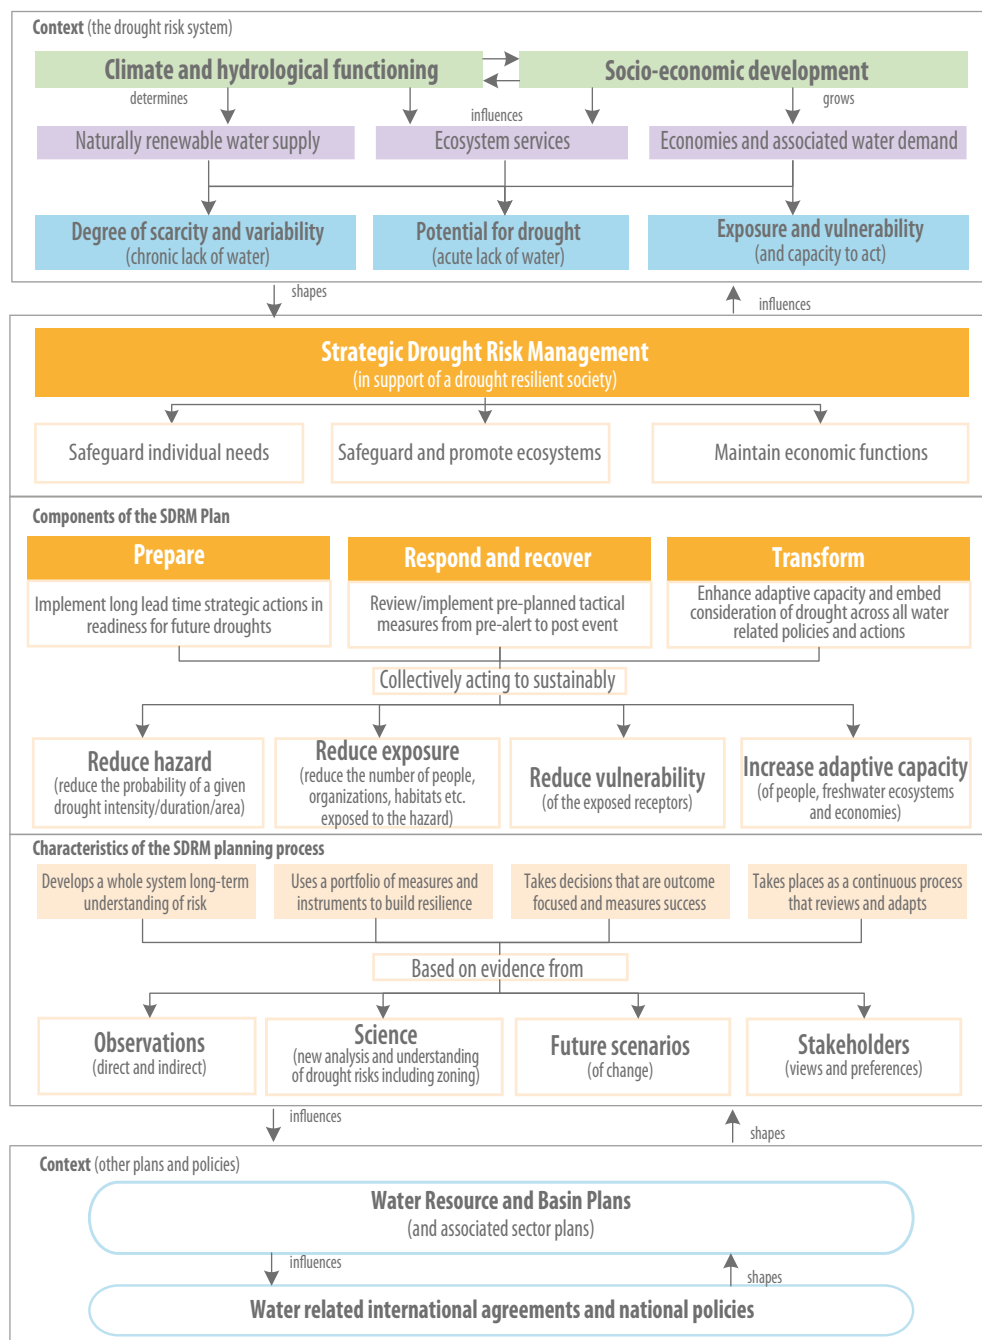 Context (the drought risk system)
Climate and hydrological functioning
Socio-economic development
determines
influences
grows
Naturally renewable water supply
Ecosystem services
Economies and associated water demand
Degree of scarcity and variability
(chronic lack of water)
Potential for drought
(acute lack of water)
Exposure and vulnerability
(and capacity to act)
shapes
influences
Strategic Drought Risk Management
(in support of a drought resilient society)
Safeguard individual needs
Safeguard and promote ecosystems
Maintain economic functions
Components of the SDRM Plan
Prepare
Implement long lead time strategic actions in
readiness for future droughts
Respond and recover
Review/implement pre-planned tactical
measures from pre-alert to post event
Transform
Enhance adaptive capacity and embed
consideration of drought across all water
related policies and actions
Collectively acting to sustainably
Reduce hazard
(reduce the probability of a given
drought intensity/duration/area)
Reduce exposure
(reduce the number of people,
organizations, habitats etc.
exposed to the hazard)
Reduce vulnerability
(of the exposed receptors)
Increase adaptive capacity
(of people, freshwater ecosystems
and economies)
Characteristics of the SDRM planning process
Develops a whole system long-term
understanding of risk
Uses a portfolio of measures and
instruments to build resilience
Takes decisions that are outcome
focused and measures success
Takes places as a continuous process
that reviews and adapts
Based on evidence from
Observations
(direct and indirect)
Science
(new analysis and understanding
of drought risks including zoning)
Future scenarios
(of change)
Stakeholders
(views and preferences)
influences
shapes
Context (other plans and policies)
Water Resource and Basin Plans
(and associated sector plans)
influences
shapes
Water related international agreements and national policies